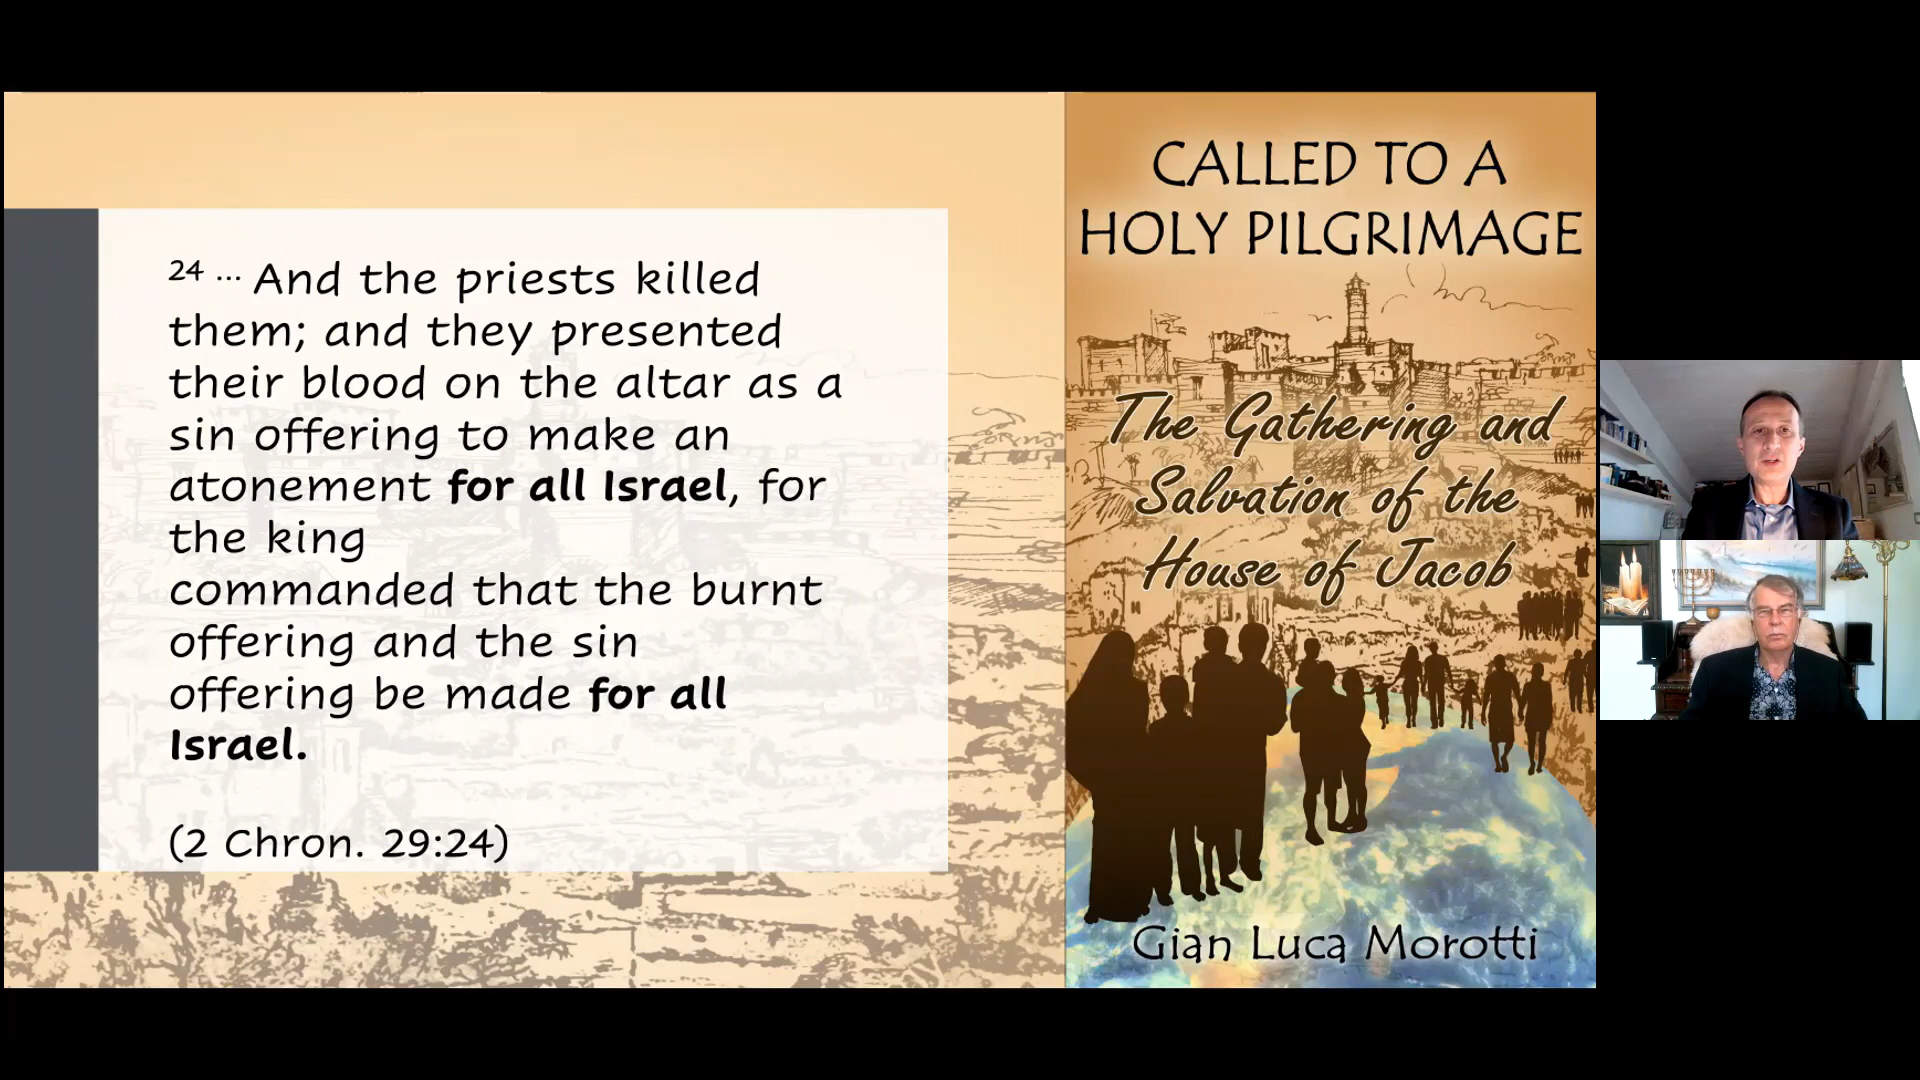 24 ... And the priests killed
them; and they presented
their blood on the altar as a
sin offering to make an
atonement for all Israel, for
the king
commanded that the burnt
offering and the sin
offering be made for all
Israel.
(2 Chron. 29:24)
CALLED TO A
HOLY PILGRIMAGE
The Gathering and
Salvation of the
House of Jacob
Gian Luca Morotti